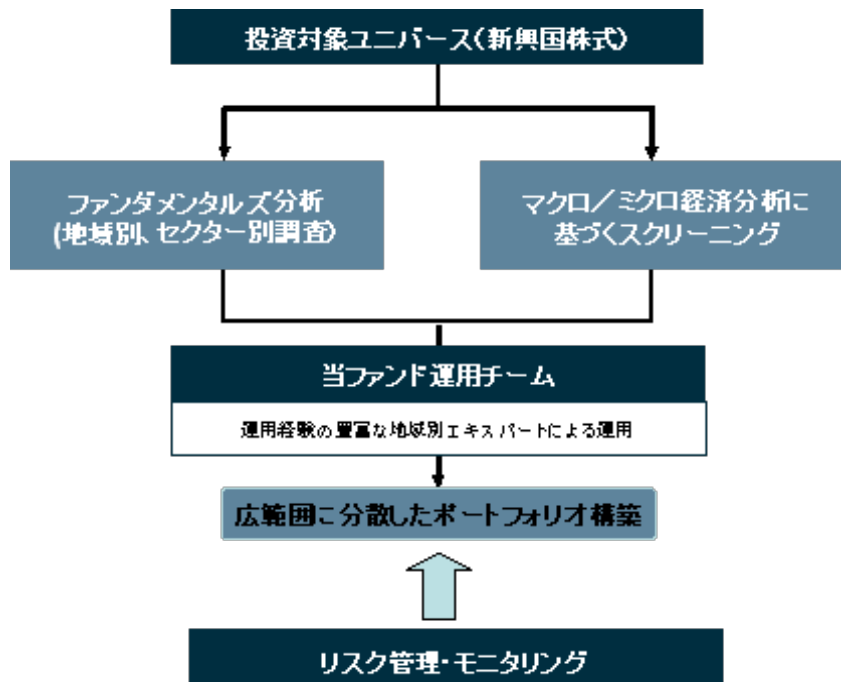 投資対象ユニバース(新興国株式)
ファンダメンタルズ分析
(地域別、セクター別調査)
マクロ／ミクロ経済分析に
基づくスクリーニング
当ファンド運用チーム
運用経験の豊富な地域別エキスパートによる運用
広範囲に分散したポートフォリオ構築
リスク管理・モニタリング